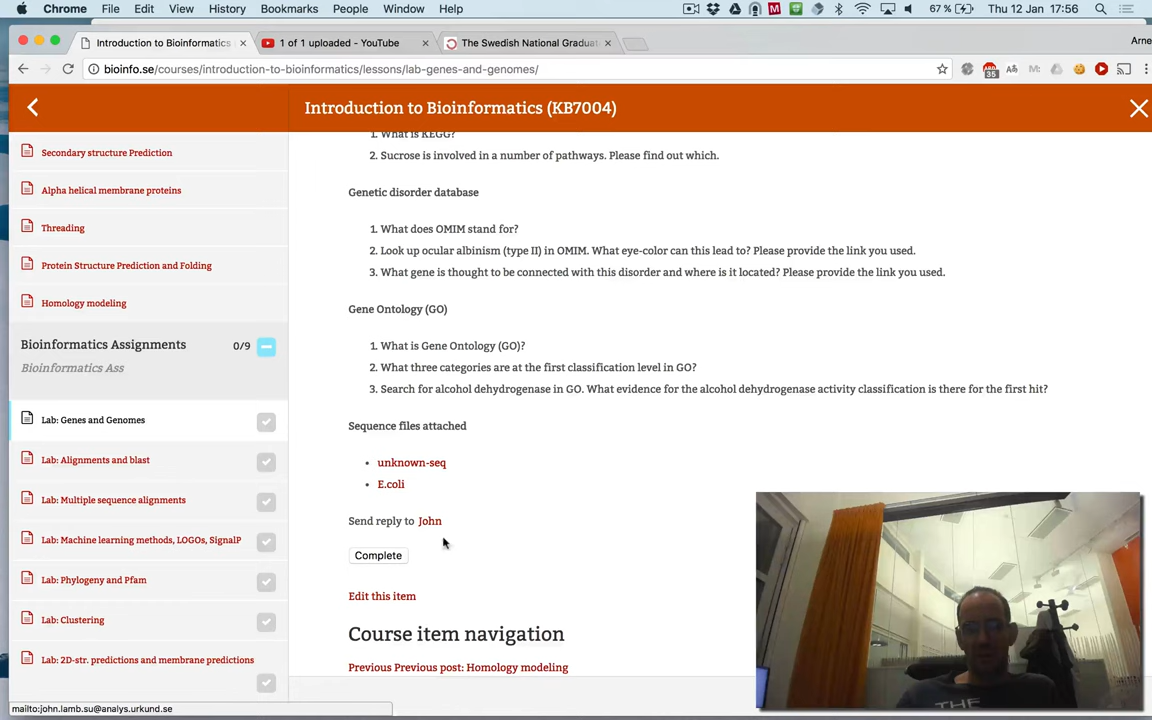 Chrome File Edit View History Bookmarks People Window Help 67 % Thu 12 Jan 17:56
Introduction to Bioinformatics 1 of 1 uploaded - YouTube The Swedish National Graduat Arne
bioinfo.se/courses/introduction-to-bioinformatics/lessons/lab-genes-and-genomes/
Introduction to Bioinformatics (KB7004)
Secondary structure Prediction
Alpha helical membrane proteins
Threading
Protein Structure Prediction and Folding
Homology modeling
Bioinformatics Assignments 0/9
Bioinformatics Ass
Lab: Genes and Genomes
Lab: Alignments and blast
Lab: Multiple sequence alignments
Lab: Machine learning methods, LOGOs, SignalP
Lab: Phylogeny and Pfam
Lab: Clustering
Lab: 2D-str. predictions and membrane predictions
1. What is KEGG?
2. Sucrose is involved in a number of pathways. Please find out which.
Genetic disorder database
1. What does OMIM stand for?
2. Look up ocular albinism (type II) in OMIM. What eye-color can this lead to? Please provide the link you used.
3. What gene is thought to be connected with this disorder and where is it located? Please provide the link you used.
Gene Ontology (GO)
1. What is Gene Ontology (GO)?
2. What three categories are at the first classification level in GO?
3. Search for alcohol dehydrogenase in GO. What evidence for the alcohol dehydrogenase activity classification is there for the first hit?
Sequence files attached
• unknown-seq
• E.coli
Send reply to John
Complete
Edit this item
Course item navigation
Previous Previous post: Homology modeling
mailto:john.lamb.su@analys.urkund.se
THE